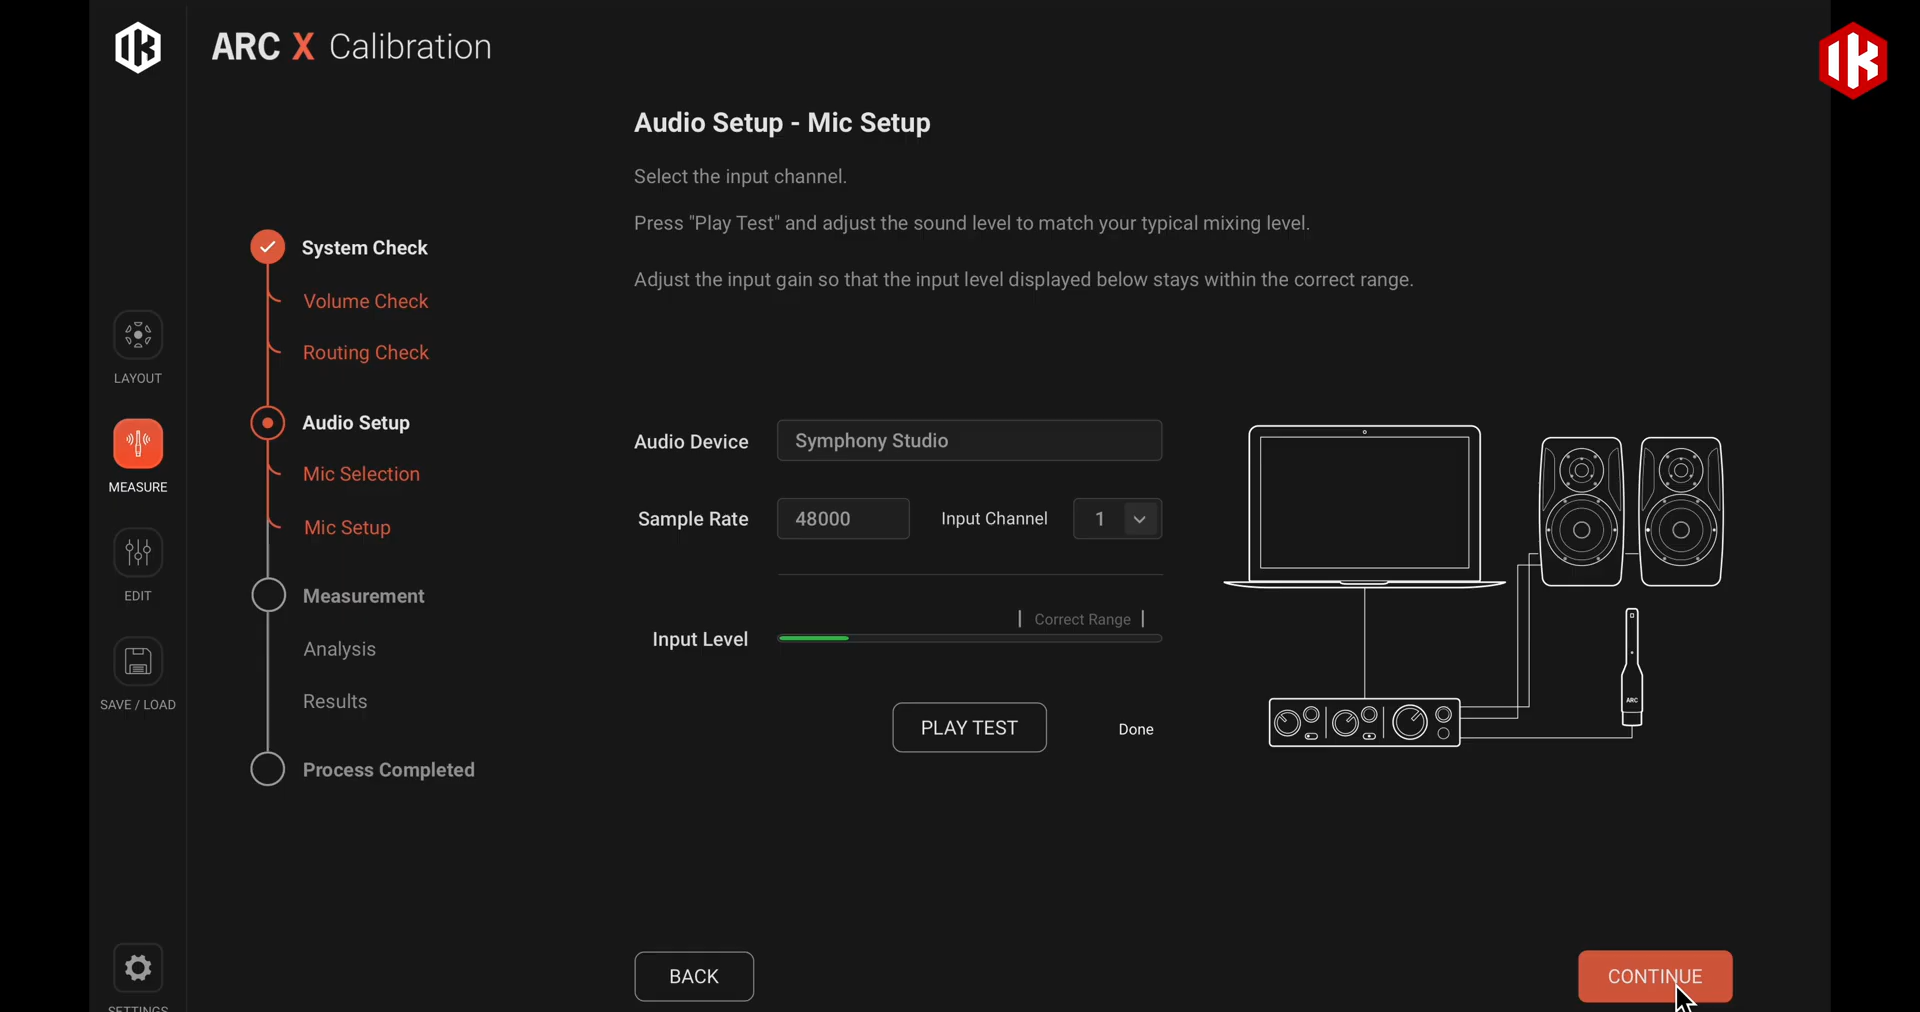 ARC X Calibration
IK
Audio Setup - Mic Setup
Select the input channel.
Press "Play Test" and adjust the sound level to match your typical mixing level.
Adjust the input gain so that the input level displayed below stays within the correct range.
System Check
Volume Check
Routing Check
Audio Setup
Mic Selection
Mic Setup
Measurement
Analysis
Results
Process Completed
LAYOUT
MEASURE
EDIT
SAVE / LOAD
SETTINGS
Audio Device
Symphony Studio
Sample Rate
48000
Input Channel
1
Correct Range
Input Level
PLAY TEST
Done
ARC
BACK
CONTINUE